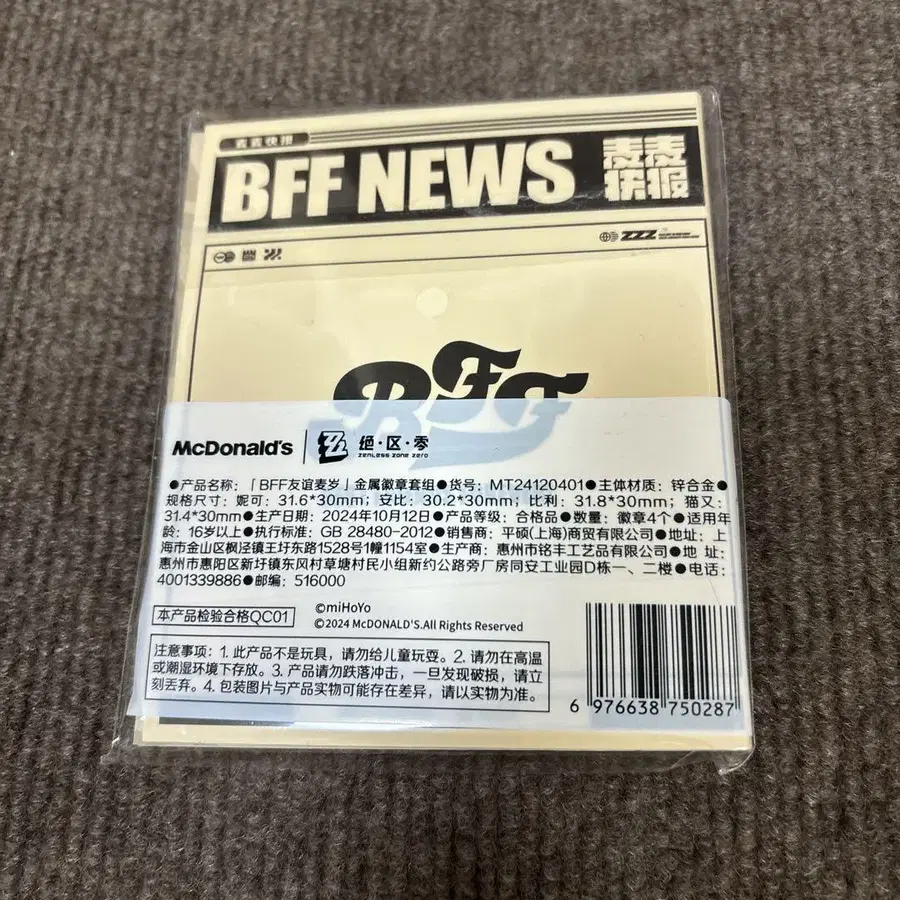 麦麦快报
BFF NEWS 麦麦
快报
ZZZ
BFF
McDonald's 绝·区·零
ZENLESS ZONE ZERO
●产品名称:「BFF友谊麦岁」金属徽章套组●货号: MT24120401●主体材质: 锌合金●
规格尺寸: 妮可: 31.6*30mm; 安比: 30.2*30mm; 比利: 31.8*30mm; 猫又:
31.4*30mm●生产日期: 2024年10月12日●产品等级: 合格品●数量: 徽章4个●适用年
龄: 16岁以上●执行标准: GB 28480-2012●销售商: 平硕(上海)商贸有限公司●地址: 上
海市金山区枫泾镇王圩东路1528号1幢1154室●生产商: 惠州市铭丰工艺品有限公司●地 址:
惠州市惠阳区新圩镇东风村草塘村民小组新约公路旁厂房同安工业园D栋一、二楼●电话:
4001339886●邮编: 516000
本产品检验合格QC01
©miHoYo
©2024 McDONALD'S.All Rights Reserved
注意事项: 1. 此产品不是玩具, 请勿给儿童玩耍。2. 请勿在高温
或潮湿环境下存放。3. 产品请勿跌落冲击, 一旦发现破损, 请立
刻丢弃。4. 包装图片与产品实物可能存在差异, 请以实物为准。
6 976638 750287